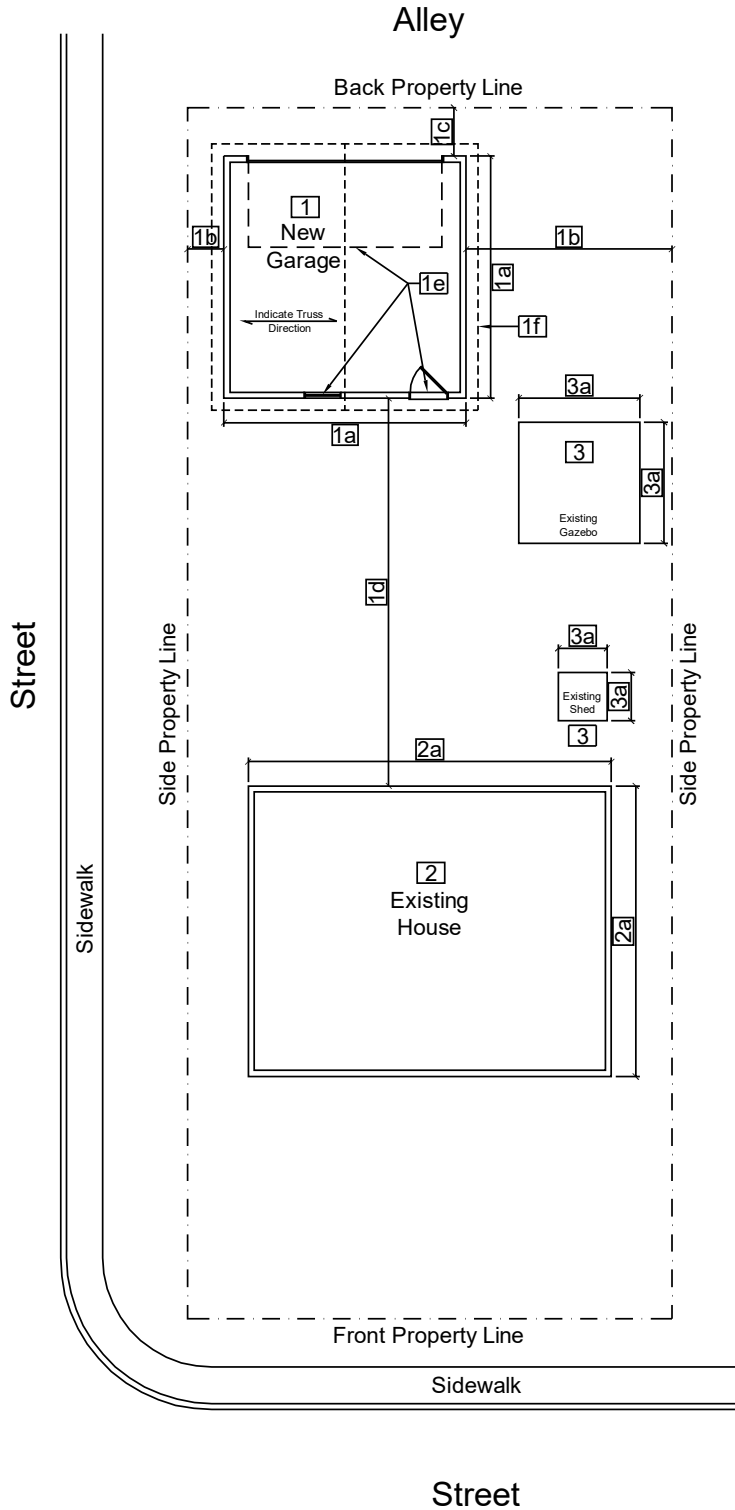 Alley
Back Property Line
1c
1
New
Garage
1b
1b
1a
1e
Indicate Truss
Direction
1f
1a
3a
3
3a
Existing
Gazebo
1d
Street
Side Property Line
Side Property Line
3a
Existing
Shed
3a
3
2a
2
Existing
House
2a
Sidewalk
Front Property Line
Sidewalk
Street